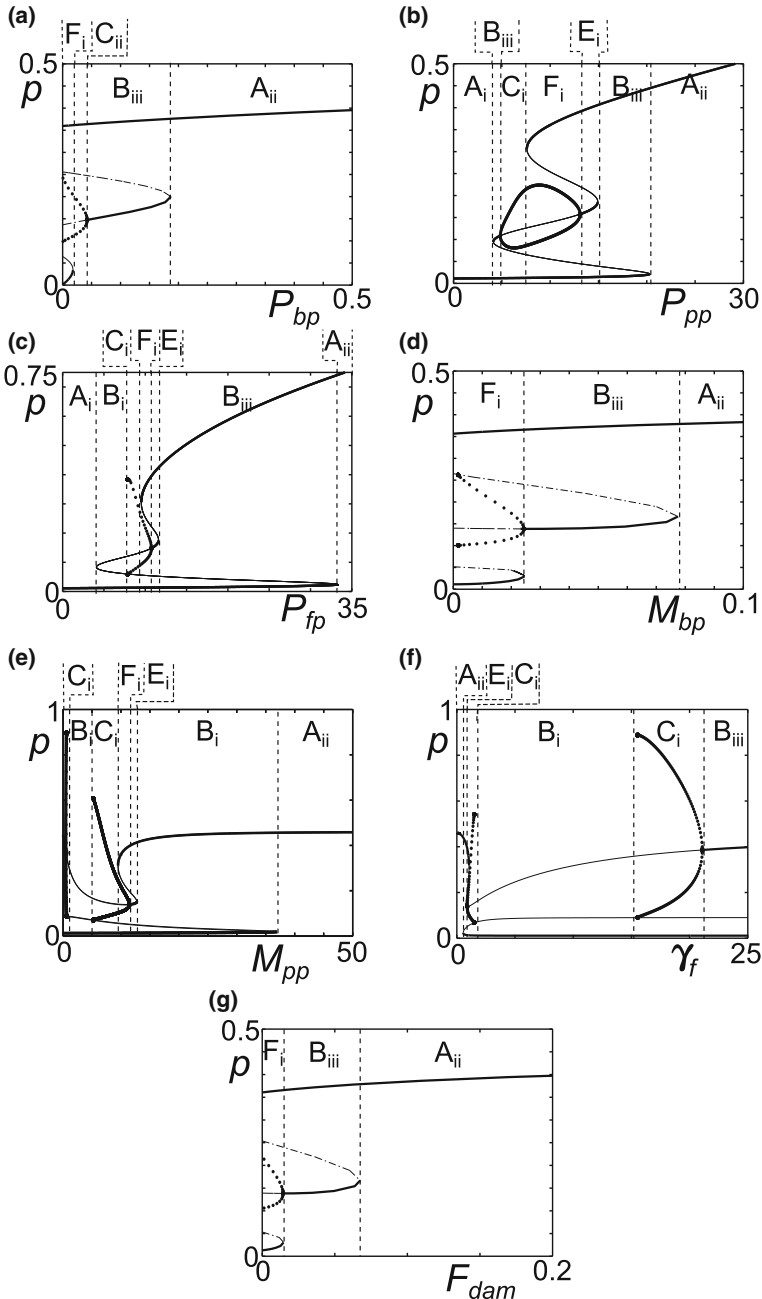 (a)
F_i C_ii
0.5
p
B_iii A_ii
0
0 P_bp 0.5
(b)
B_iii E_i
0.5
p
A_i C_i F_i B_iii A_ii
0
0 P_pp 30
(c)
C_i F_i E_i A_ii
0.75
p
A_i B_i B_iii
0
0 P_fp 35
(d)
0.5
p
F_i B_iii A_ii
0
0 M_bp 0.1
(e)
C_i F_i E_i
1
p
B_i C_i B_i A_ii
0
0 M_pp 50
(f)
A_ii E_i C_i
1
p
B_i C_i B_iii
0
0 γ_f 25
(g)
0.5
p
F_i B_iii A_ii
0
0 F_dam 0.2